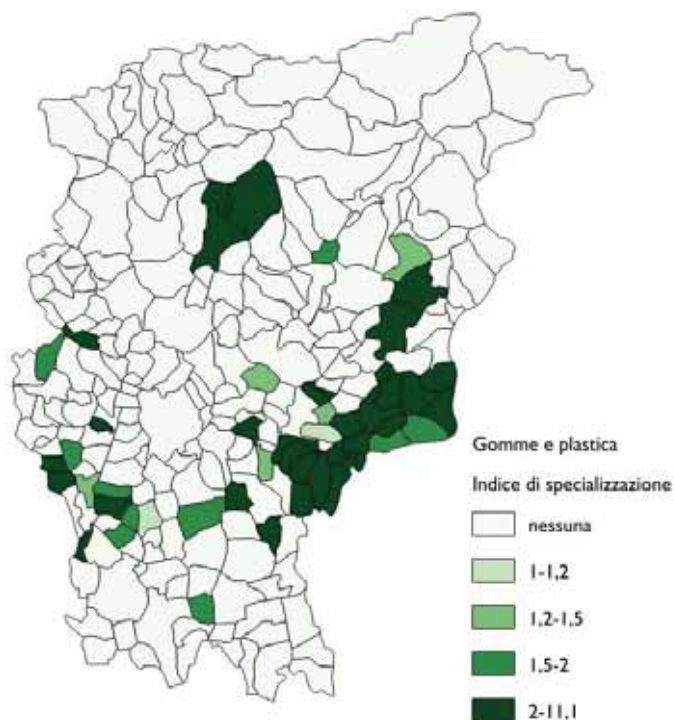 Gomme e plastica
Indice di specializzazione
nessuna
1-1,2
1,2-1,5
1,5-2
2-11,1